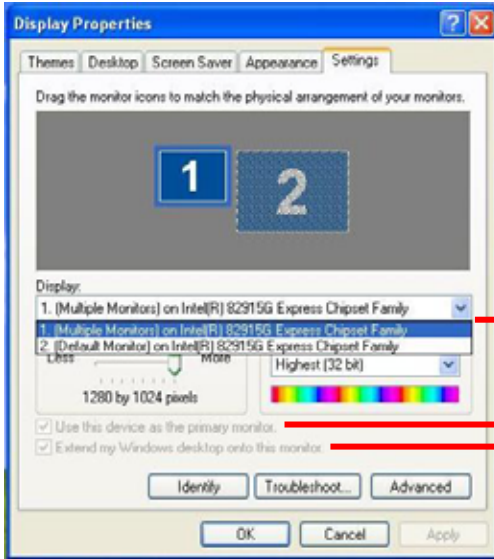 Display Properties
Themes Desktop Screen Saver Appearance Settings
Drag the monitor icons to match the physical arrangement of your monitors.
1 2
Display:
1. (Multiple Monitors) on Intel(R) 82915G Express Chipset Family
1. (Multiple Monitors) on Intel(R) 82915G Express Chipset Family
2. (Default Monitor) on Intel(R) 82915G Express Chipset Family
Less More Highest (32 bit)
1280 by 1024 pixels
Use this device as the primary monitor.
Extend my Windows desktop onto this monitor.
Identify Troubleshoot... Advanced
OK Cancel Apply